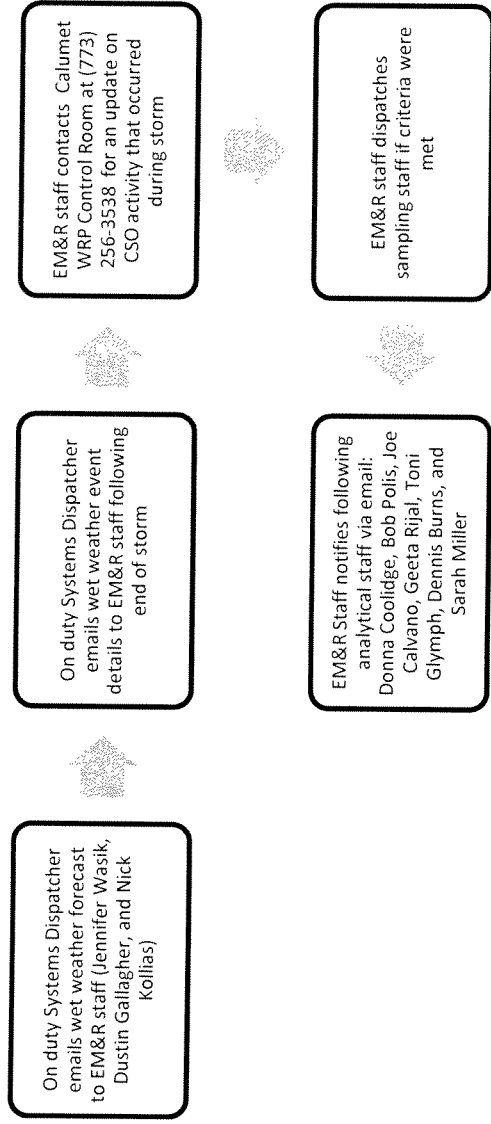 On duty Systems Dispatcher
emails wet weather forecast
to EM&R staff (Jennifer Wasik,
Dustin Gallagher, and Nick
Kollias)
On duty Systems Dispatcher
emails wet weather event
details to EM&R staff following
end of storm
EM&R staff contacts Calumet
WRP Control Room at (773)
256-3538 for an update on
CSO activity that occurred
during storm
EM&R staff dispatches
sampling staff if criteria were
met
EM&R Staff notifies following
analytical staff via email:
Donna Coolidge, Bob Polis, Joe
Calvano, Geeta Rijal, Toni
Glymph, Dennis Burns, and
Sarah Miller